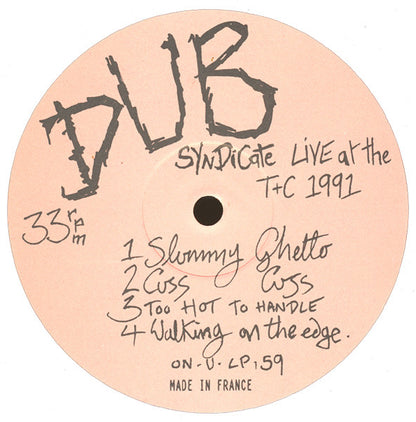 DUB
SYNDiCate LiVE at the
T+C 1991
33 rpm
1 Slummy Ghetto
2 Cuss Cuss
3 TOO HOT TO HANDLE
4 Walking on the edge.
ON-U-LP, 59
MADE IN FRANCE